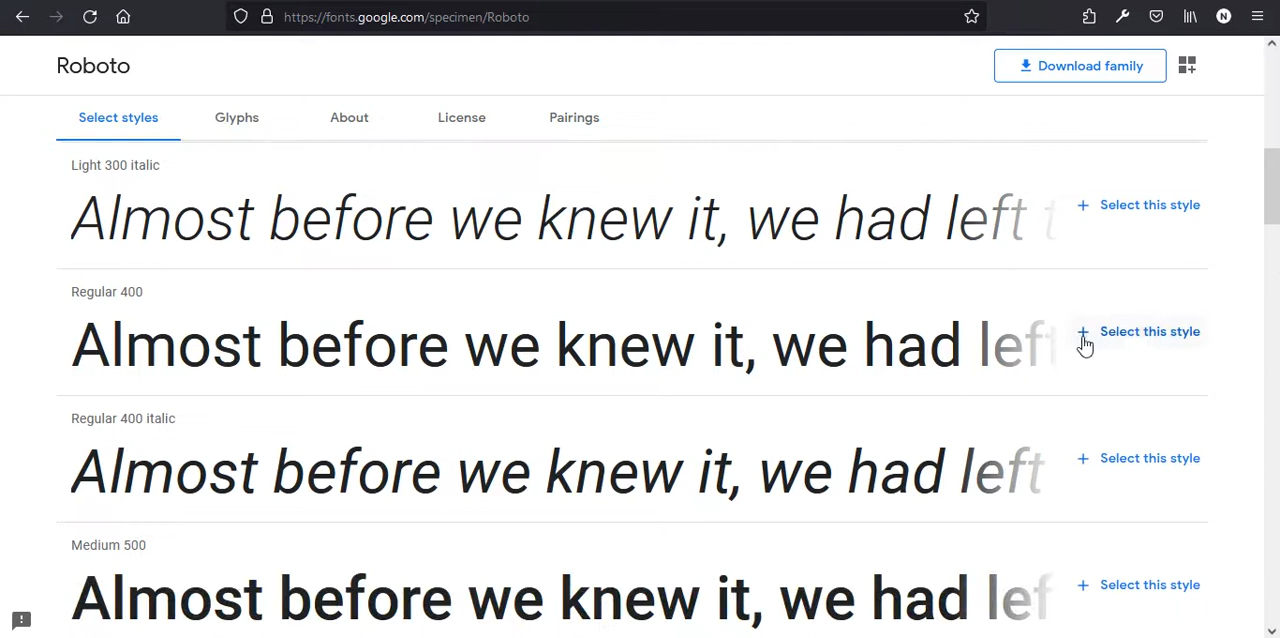 https://fonts.google.com/specimen/Roboto
N
Roboto
Download family
Select styles Glyphs About License Pairings
Light 300 italic
Almost before we knew it, we had left t
+ Select this style
Regular 400
Almost before we knew it, we had left
+ Select this style
Regular 400 italic
Almost before we knew it, we had left
+ Select this style
Medium 500
Almost before we knew it, we had lef
+ Select this style